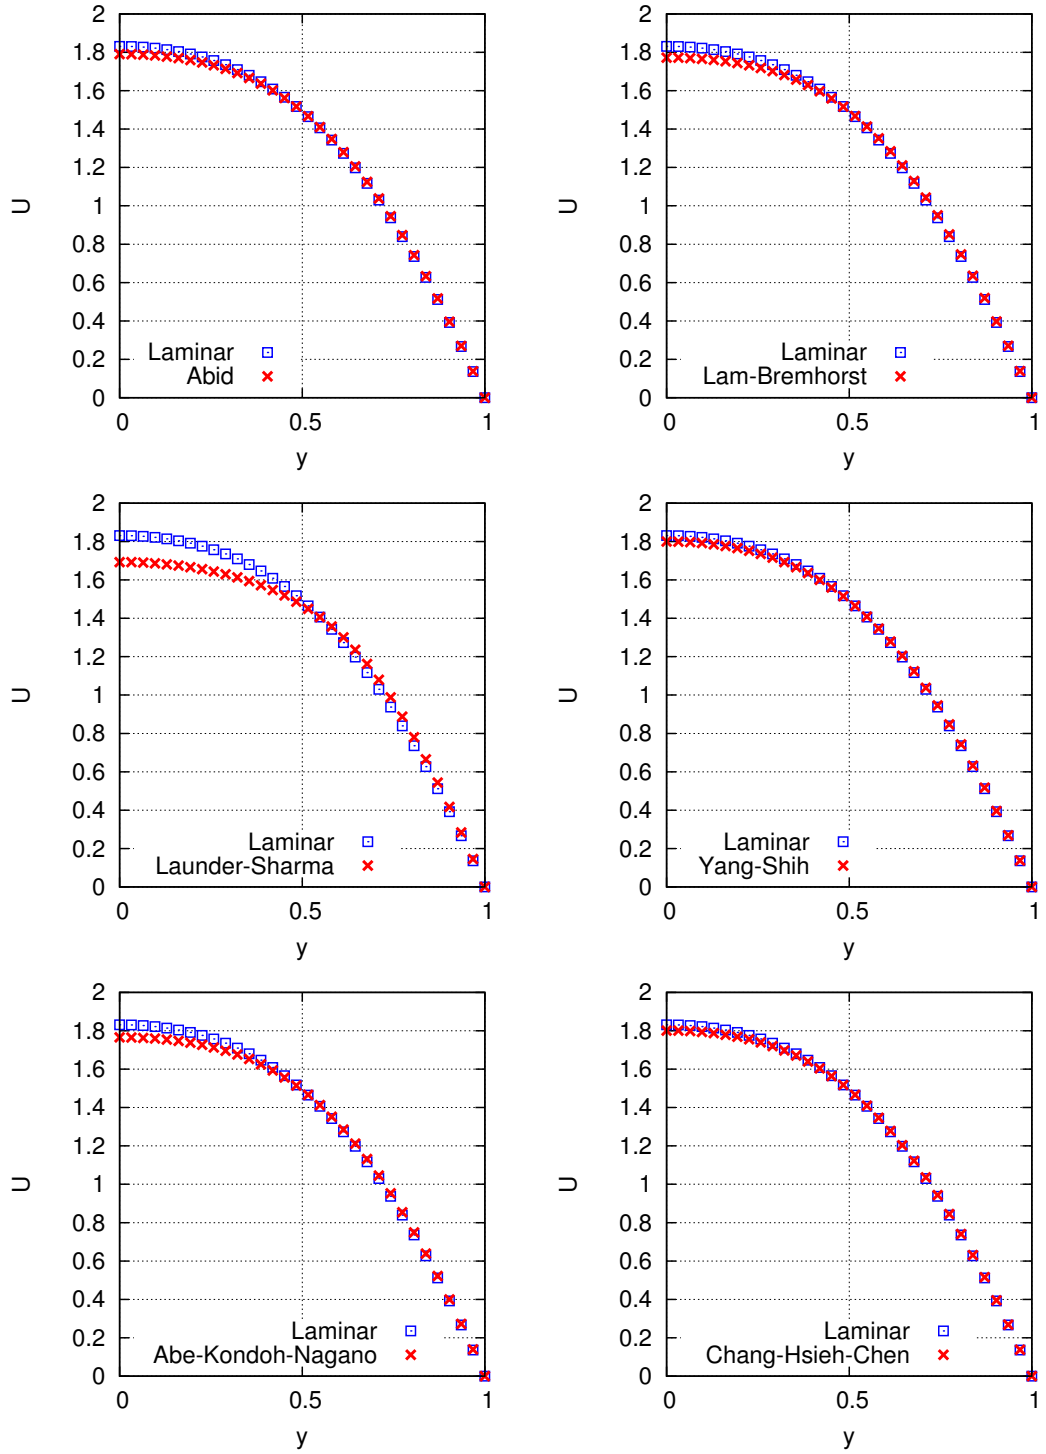 2
1.8
1.6
1.4
1.2
1
0.8
0.6
0.4
0.2
0
U
Laminar
Abid
0 0.5 1
y
2
1.8
1.6
1.4
1.2
1
0.8
0.6
0.4
0.2
0
U
Laminar
Lam-Bremhorst
0 0.5 1
y
2
1.8
1.6
1.4
1.2
1
0.8
0.6
0.4
0.2
0
U
Laminar
Launder-Sharma
0 0.5 1
y
2
1.8
1.6
1.4
1.2
1
0.8
0.6
0.4
0.2
0
U
Laminar
Yang-Shih
0 0.5 1
y
2
1.8
1.6
1.4
1.2
1
0.8
0.6
0.4
0.2
0
U
Laminar
Abe-Kondoh-Nagano
0 0.5 1
y
2
1.8
1.6
1.4
1.2
1
0.8
0.6
0.4
0.2
0
U
Laminar
Chang-Hsieh-Chen
0 0.5 1
y